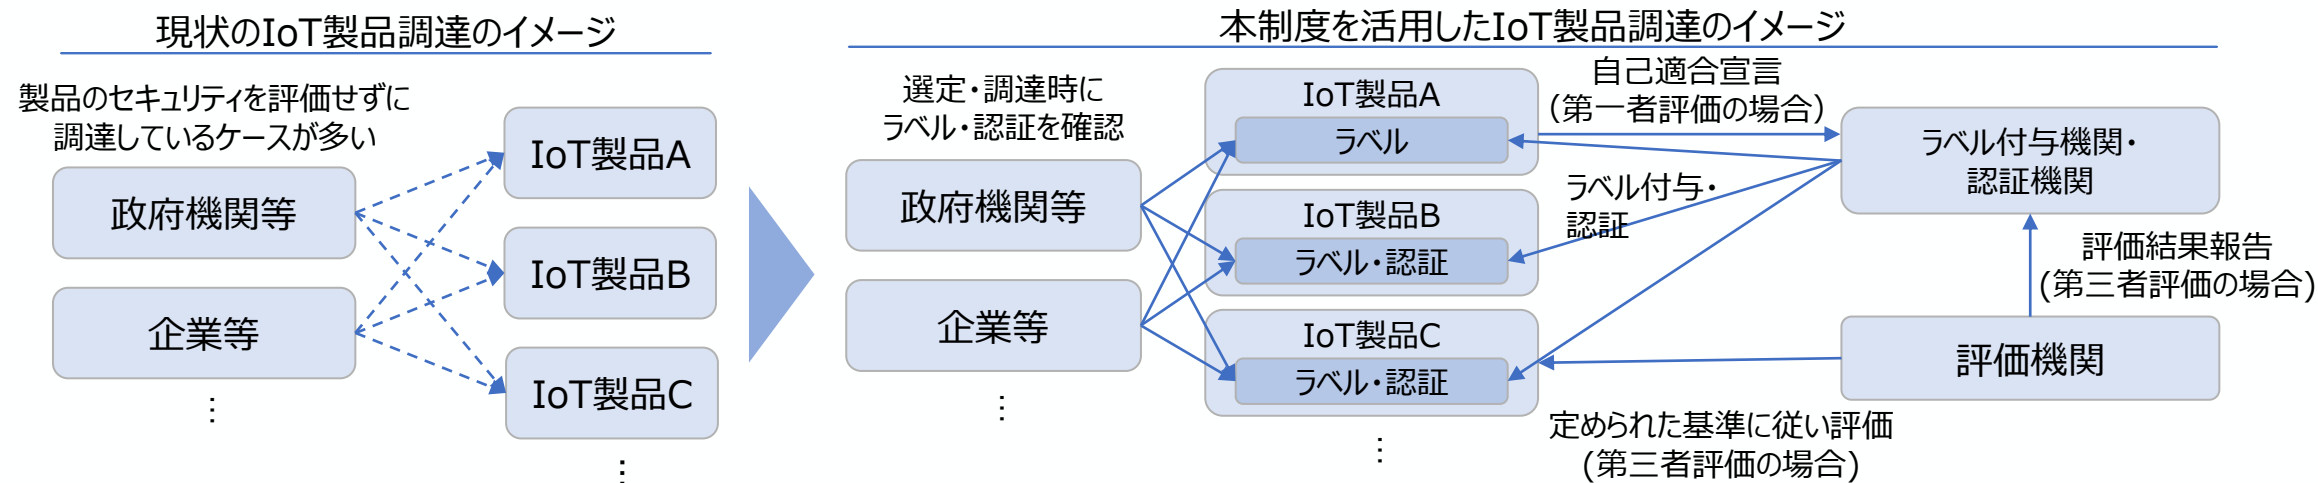 現状のIoT製品調達のイメージ
製品のセキュリティを評価せずに
調達しているケースが多い
政府機関等
企業等
⋮
IoT製品A
IoT製品B
IoT製品C
⋮
本制度を活用したIoT製品調達のイメージ
選定・調達時に
ラベル・認証を確認
政府機関等
企業等
⋮
IoT製品A
ラベル
IoT製品B
ラベル・認証
IoT製品C
ラベル・認証
⋮
自己適合宣言
(第一者評価の場合)
ラベル付与・
認証
ラベル付与機関・
認証機関
評価結果報告
(第三者評価の場合)
評価機関
定められた基準に従い評価
(第三者評価の場合)